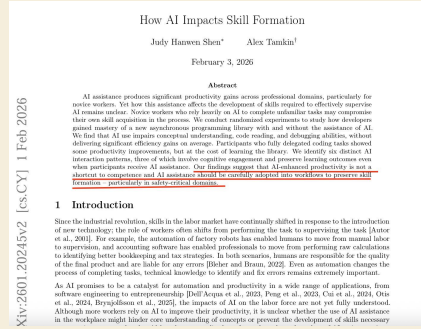 How AI Impacts Skill Formation
Judy Hanwen Shen* Alex Tamkin†
February 3, 2026
Abstract
AI assistance produces significant productivity gains across professional domains, particularly for
novice workers. Yet how this assistance affects the development of skills required to effectively supervise
AI remains unclear. Novice workers who rely heavily on AI to complete unfamiliar tasks may compromise
their own skill acquisition in the process. We conduct randomized experiments to study how developers
gained mastery of a new asynchronous programming library with and without the assistance of AI.
We find that AI use impairs conceptual understanding, code reading, and debugging abilities, without
delivering significant efficiency gains on average. Participants who fully delegated coding tasks showed
some productivity improvements, but at the cost of learning the library. We identify six distinct AI
interaction patterns, three of which involve cognitive engagement and preserve learning outcomes even
when participants receive AI assistance. Our findings suggest that AI-enhanced productivity is not a
shortcut to competence and AI assistance should be carefully adopted into workflows to preserve skill
formation – particularly in safety-critical domains.
1 Introduction
Since the industrial revolution, skills in the labor market have continually shifted in response to the introduction
of new technology; the role of workers often shifts from performing the task to supervising the task [Autor
et al., 2001]. For example, the automation of factory robots has enabled humans to move from manual labor
to supervision, and accounting software has enabled professionals to move from performing raw calculations
to identifying better bookkeeping and tax strategies. In both scenarios, humans are responsible for the quality
of the final product and are liable for any errors [Bleher and Braun, 2022]. Even as automation changes the
process of completing tasks, technical knowledge to identify and fix errors remains extremely important.
As AI promises to be a catalyst for automation and productivity in a wide range of applications, from
software engineering to entrepreneurship [Dell'Acqua et al., 2023, Peng et al., 2023, Cui et al., 2024, Otis
et al., 2024, Brynjolfsson et al., 2025], the impacts of AI on the labor force are not yet fully understood.
Although more workers rely on AI to improve their productivity, it is unclear whether the use of AI assistance
in the workplace might hinder core understanding of concepts or prevent the development of skills necessary
Xiv:2601.20245v2 [cs.CY] 1 Feb 2026